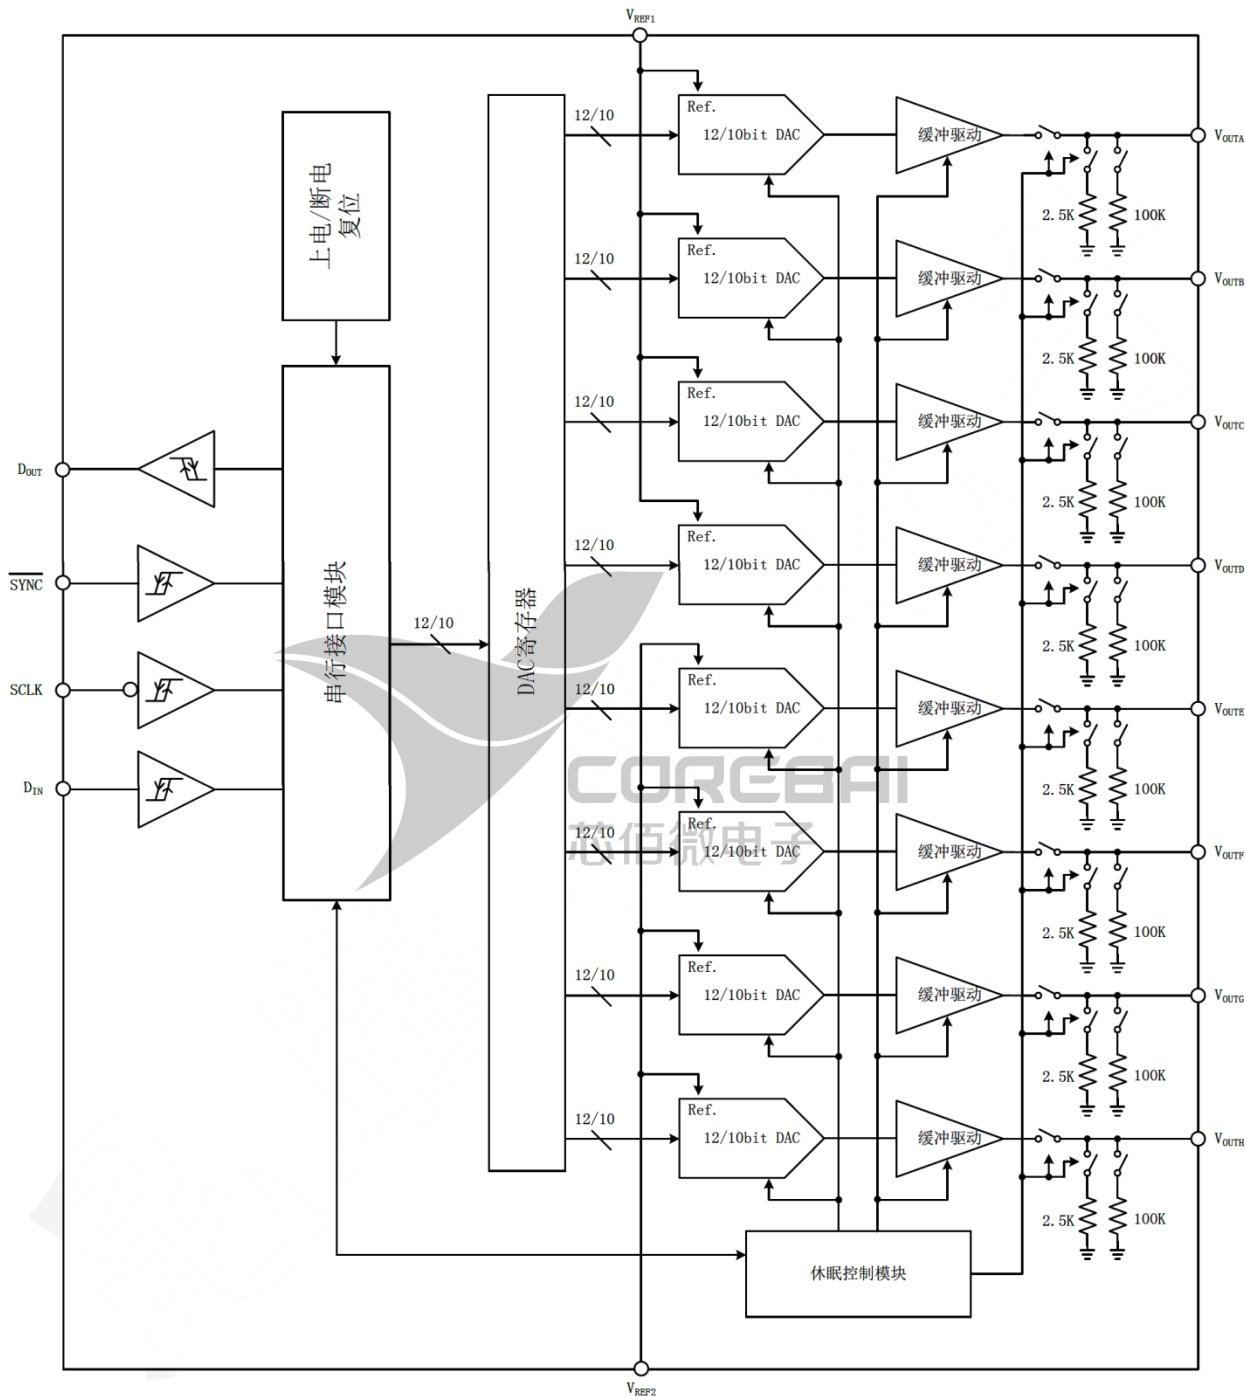 VREF1
12/10
Ref.
12/10bit DAC
缓冲驱动
VOUTA
2.5K
100K
上电/断电
复位
12/10
Ref.
12/10bit DAC
缓冲驱动
VOUTB
2.5K
100K
12/10
Ref.
12/10bit DAC
缓冲驱动
VOUTC
2.5K
100K
DOUT
12/10
Ref.
12/10bit DAC
缓冲驱动
VOUTD
2.5K
100K
SYNC
串行接口模块
12/10
DAC寄存器
SCLK
12/10
Ref.
12/10bit DAC
缓冲驱动
VOUTE
2.5K
100K
DIN
COREBAI
芯佰微电子
12/10
Ref.
12/10bit DAC
缓冲驱动
VOUTF
2.5K
100K
12/10
Ref.
12/10bit DAC
缓冲驱动
VOUTG
2.5K
100K
12/10
Ref.
12/10bit DAC
缓冲驱动
VOUTH
2.5K
100K
休眠控制模块
VREF2